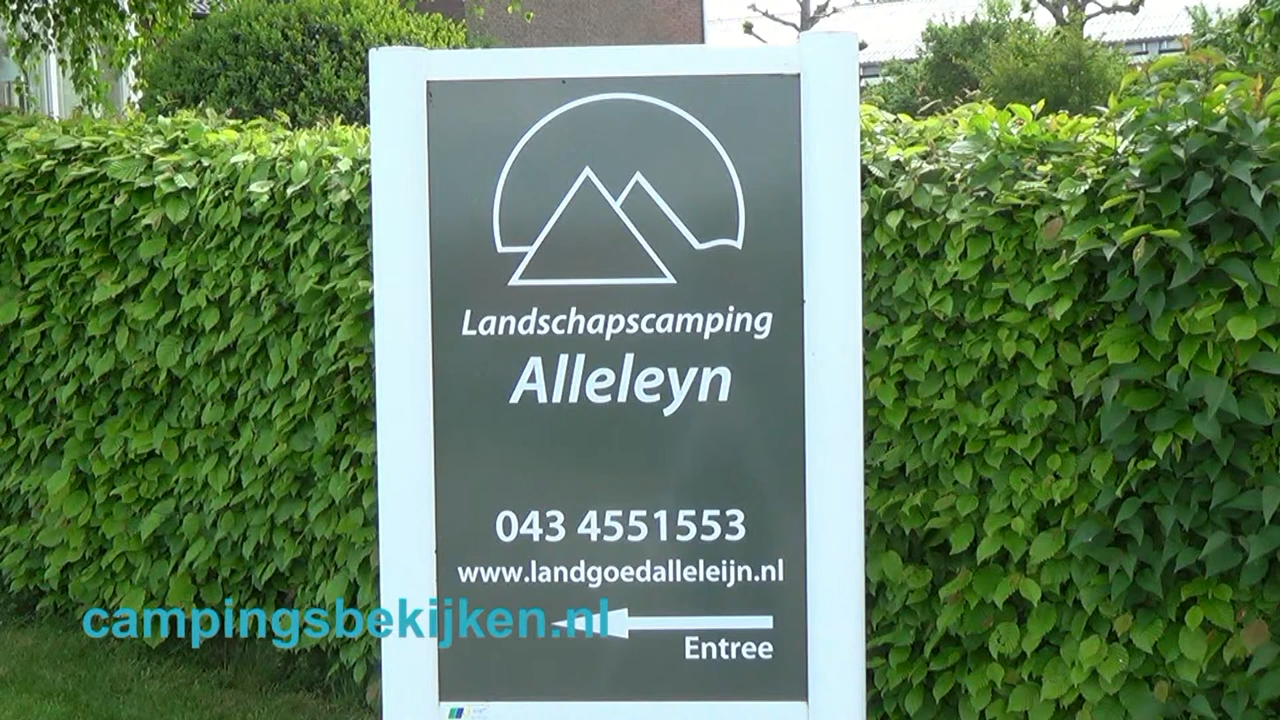 Landschapscamping
Alleleyn
043 4551553
www.landgoedalleleijn.nl
campingsbekijken.nl
Entree